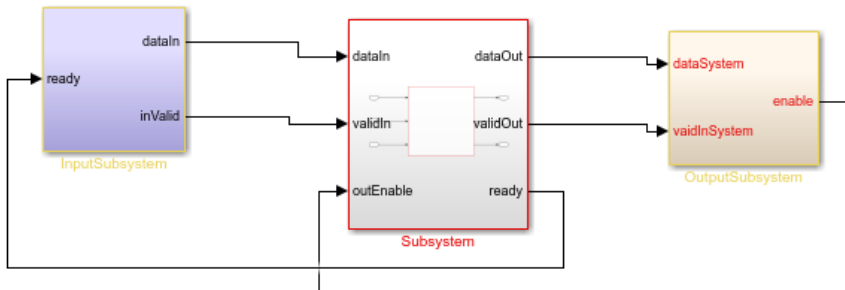 dataIn
ready
inValid
InputSubsystem
dataIn
dataOut
validIn
validOut
outEnable
ready
Subsystem
dataSystem
enable
vaidInSystem
OutputSubsystem